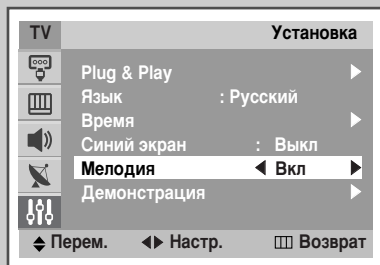 TV Установка
Plug & Play
Язык : Русский
Время
Синий экран : Выкл
Мелодия Вкл
Демонстрация
Перем. Настр. Возврат